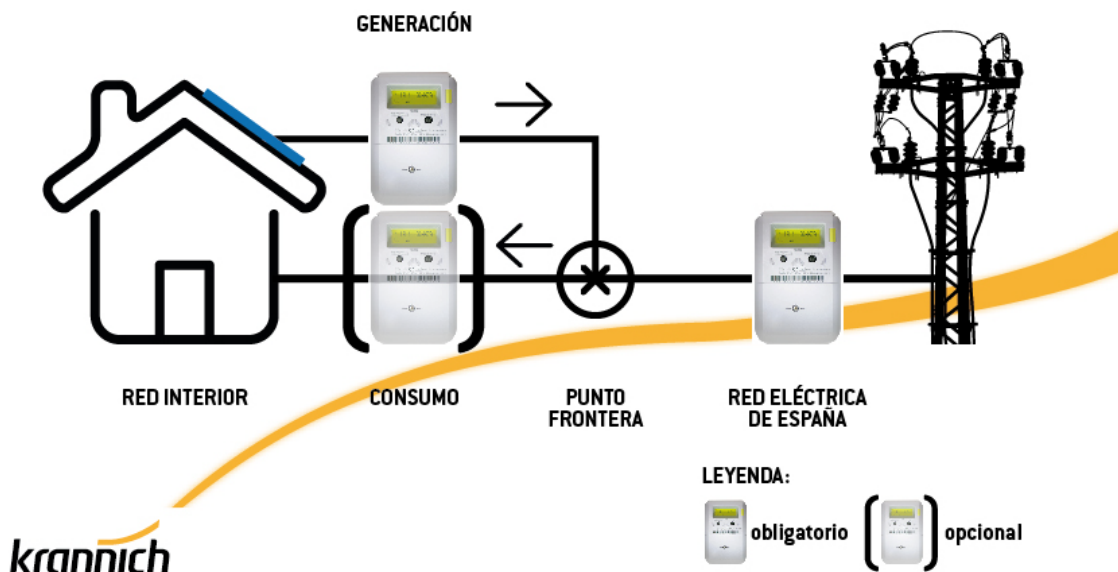 GENERACIÓN
RED INTERIOR
CONSUMO
PUNTO
FRONTERA
RED ELÉCTRICA
DE ESPAÑA
LEYENDA:
obligatorio
opcional
krannich